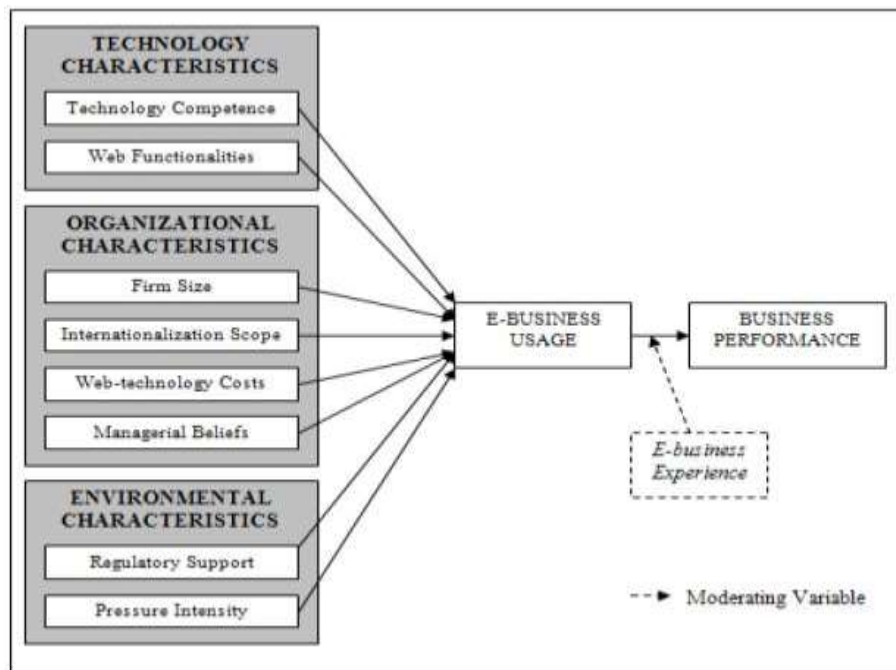 TECHNOLOGY
CHARACTERISTICS
Technology Competence
Web Functionalities
ORGANIZATIONAL
CHARACTERISTICS
Firm Size
Internationalization Scope
Web-technology Costs
Managerial Beliefs
ENVIRONMENTAL
CHARACTERISTICS
Regulatory Support
Pressure Intensity
E-BUSINESS
USAGE
BUSINESS
PERFORMANCE
E-business
Experience
Moderating Variable